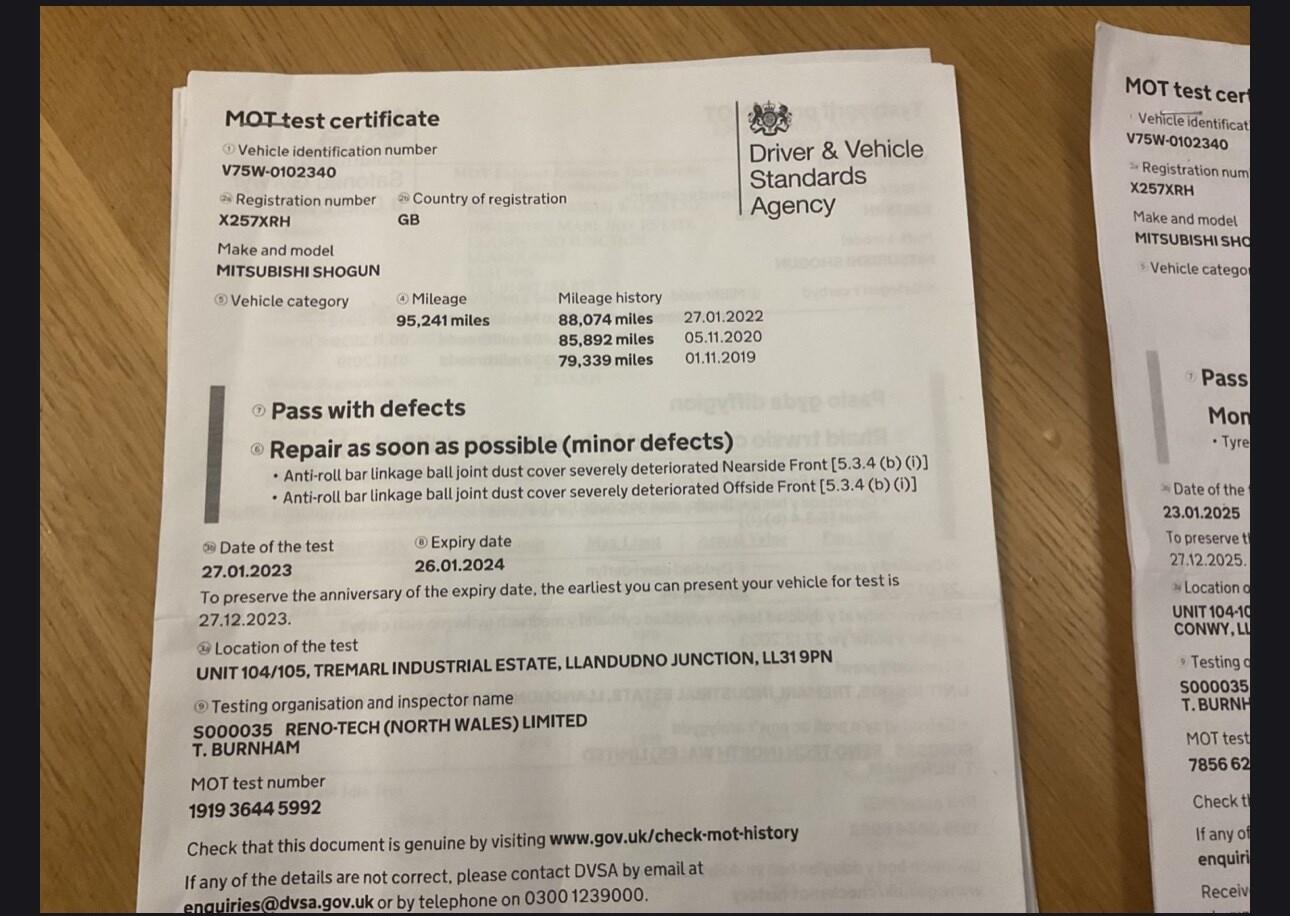 MOT test certificate
① Vehicle identification number
V75W-0102340
Registration number
X257XRH
Country of registration
GB
Make and model
MITSUBISHI SHOGUN
⑤ Vehicle category
④ Mileage
95,241 miles
Mileage history
88,074 miles 27.01.2022
85,892 miles 05.11.2020
79,339 miles 01.11.2019
Driver & Vehicle
Standards
Agency
⑦ Pass with defects
⑥ Repair as soon as possible (minor defects)
• Anti-roll bar linkage ball joint dust cover severely deteriorated Nearside Front [5.3.4 (b) (i)]
• Anti-roll bar linkage ball joint dust cover severely deteriorated Offside Front [5.3.4 (b) (i)]
Date of the test
27.01.2023
⑧ Expiry date
26.01.2024
To preserve the anniversary of the expiry date, the earliest you can present your vehicle for test is
27.12.2023.
Location of the test
UNIT 104/105, TREMARL INDUSTRIAL ESTATE, LLANDUDNO JUNCTION, LL31 9PN
⑨ Testing organisation and inspector name
S000035 RENO-TECH (NORTH WALES) LIMITED
T. BURNHAM
MOT test number
1919 3644 5992
Check that this document is genuine by visiting www.gov.uk/check-mot-history
If any of the details are not correct, please contact DVSA by email at
enquiries@dvsa.gov.uk or by telephone on 0300 1239000.
MOT test cer
Vehicle identificat
V75W-0102340
Registration num
X257XRH
Make and model
MITSUBISHI SHO
Vehicle catego
Pass
Mon
• Tyre
Date of the
23.01.2025
To preserve t
27.12.2025.
Location o
UNIT 104-10
CONWY, LL
Testing o
S000035
T. BURNH
MOT test
7856 62
Check t
If any of
enquiri
Receiv